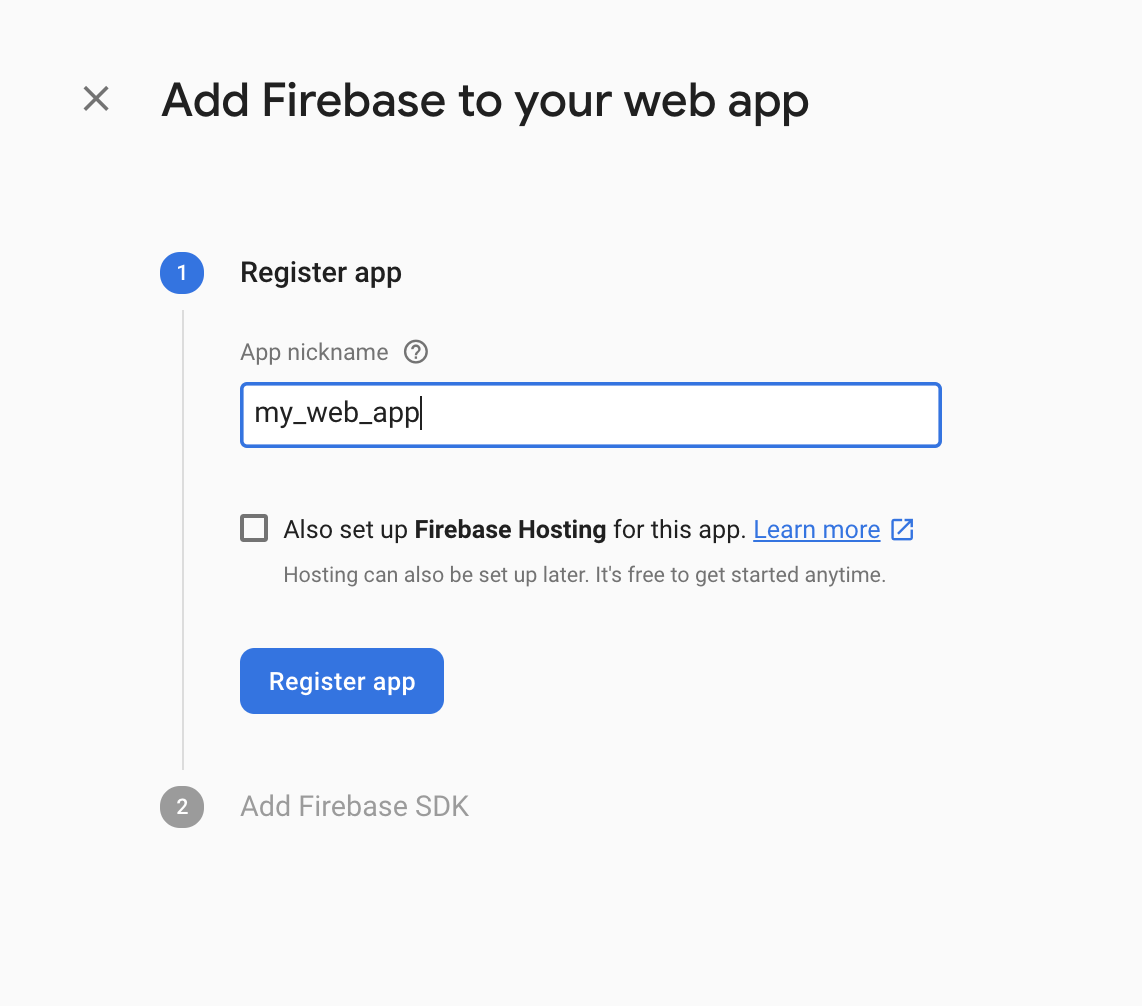 Add Firebase to your web app
1 Register app
App nickname
my_web_app
Also set up Firebase Hosting for this app. Learn more
Hosting can also be set up later. It's free to get started anytime.
Register app
2 Add Firebase SDK